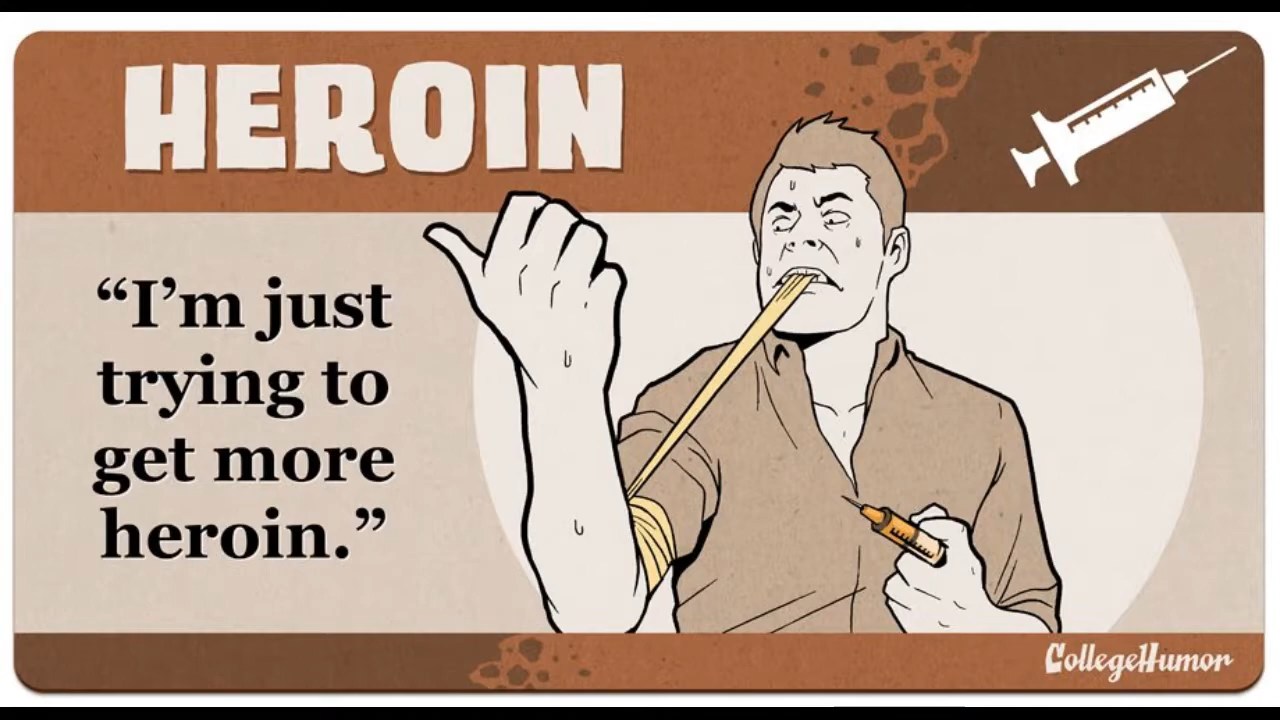 HEROIN
“I’m just
trying to
get more
heroin.”
CollegeHumor